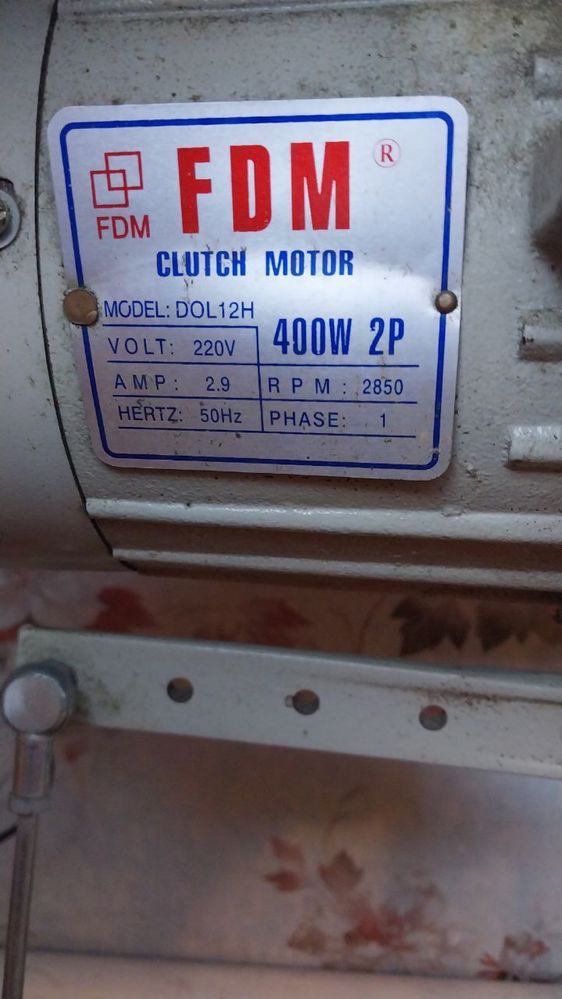 FDM ®
FDM
CLUTCH MOTOR
MODEL: DOL12H
400W 2P
VOLT: 220V
AMP: 2.9
RPM: 2850
HERTZ: 50Hz
PHASE: 1